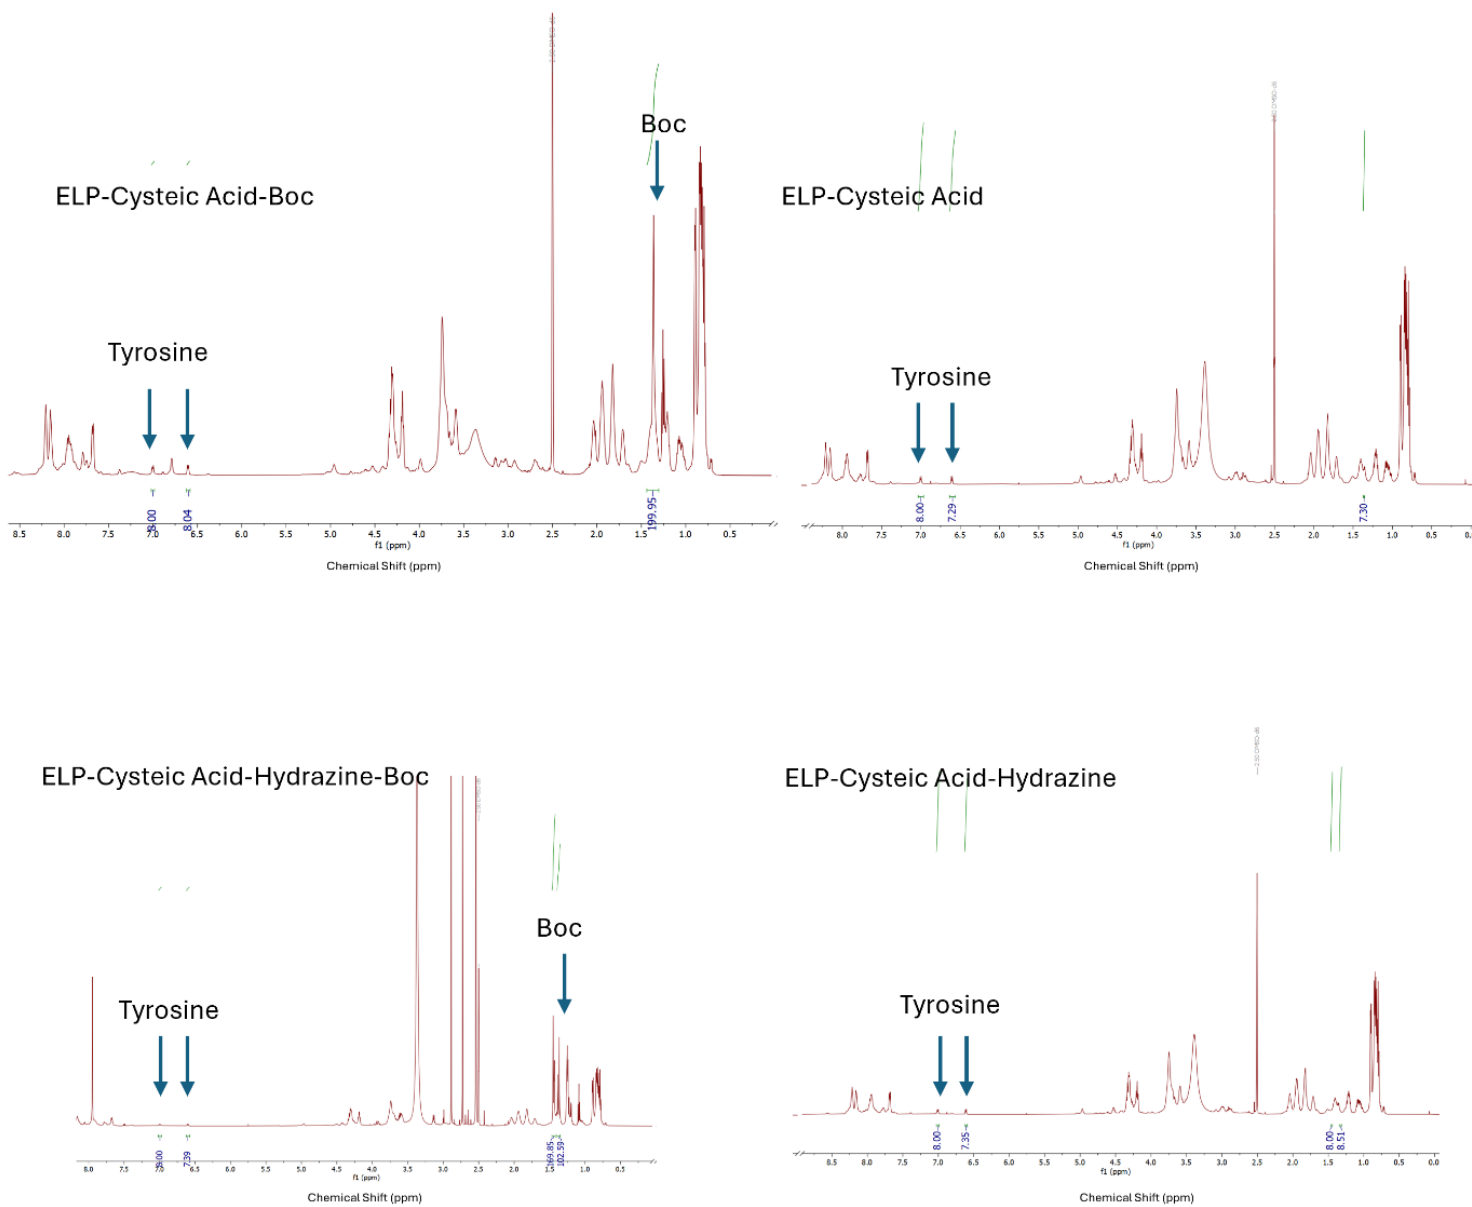 ELP-Cysteic Acid-Boc
Boc
Tyrosine
8.04
199.95
8.5 8.0 7.5 7.0 6.5 6.0 5.5 5.0 4.5 4.0 3.5 3.0 2.5 2.0 1.5 1.0 0.5
f1 (ppm)
Chemical Shift (ppm)
ELP-Cysteic Acid
Tyrosine
8.00
7.29
7.30
8.0 7.5 7.0 6.5 6.0 5.5 5.0 4.5 4.0 3.5 3.0 2.5 2.0 1.5 1.0 0.5
f1 (ppm)
Chemical Shift (ppm)
ELP-Cysteic Acid-Hydrazine-Boc
Boc
Tyrosine
7.39
169.85
102.59
8.0 7.5 7.0 6.5 6.0 5.5 5.0 4.5 4.0 3.5 3.0 2.5 2.0 1.5 1.0 0.5
f1 (ppm)
Chemical Shift (ppm)
ELP-Cysteic Acid-Hydrazine
2.50 DMSO-d6
Tyrosine
8.00
7.35
8.00
8.51
8.5 8.0 7.5 7.0 6.5 6.0 5.5 5.0 4.5 4.0 3.5 3.0 2.5 2.0 1.5 1.0 0.5 0.0
f1 (ppm)
Chemical Shift (ppm)